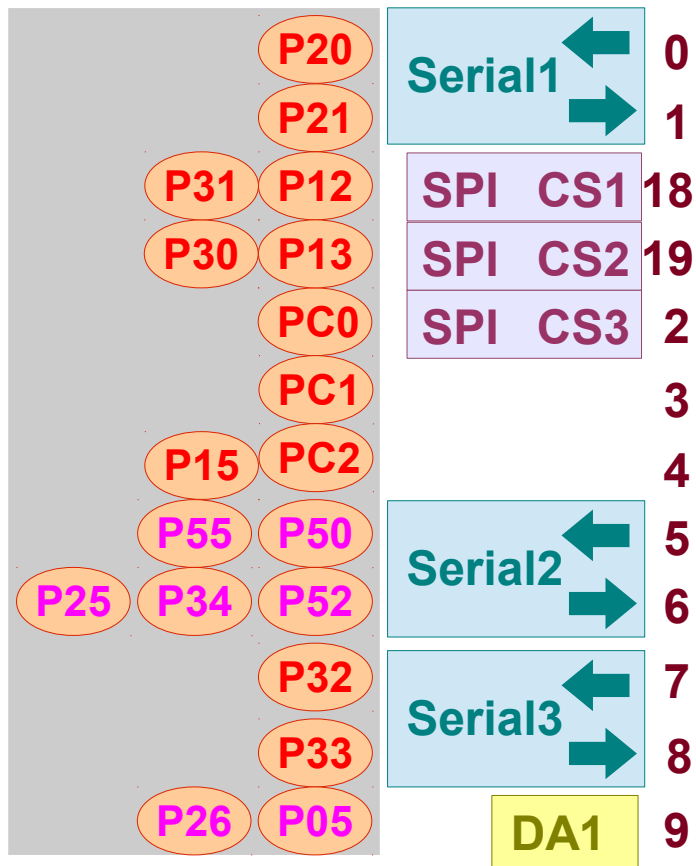 P20 Serial1 0
P21 1
P31 P12 SPI CS1 18
P30 P13 SPI CS2 19
PC0 SPI CS3 2
PC1 3
P15 PC2 4
P55 P50 Serial2 5
P25 P34 P52 6
P32 Serial3 7
P33 8
P26 P05 DA1 9